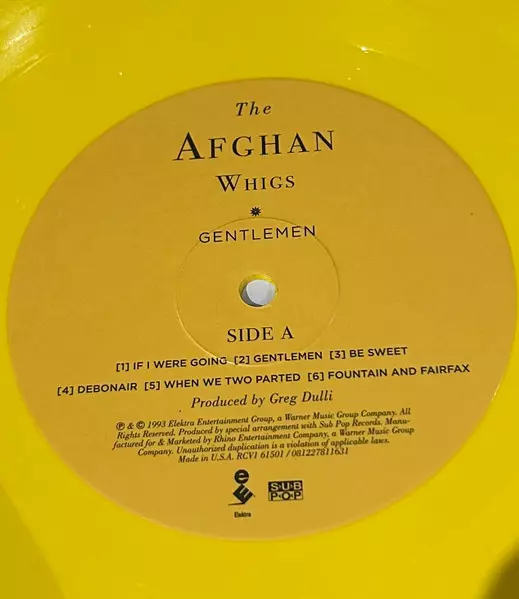 The
AFGHAN
WHIGS
GENTLEMEN
SIDE A
[1] IF I WERE GOING [2] GENTLEMEN [3] BE SWEET
[4] DEBONAIR [5] WHEN WE TWO PARTED [6] FOUNTAIN AND FAIRFAX
Produced by Greg Dulli
℗ & © 1993 Elektra Entertainment Group, a Warner Music Group Company. All
Rights Reserved. Produced by special arrangement with Sub Pop Records. Manu-
factured for & Marketed by Rhino Entertainment Company, a Warner Music Group
Company. Unauthorized duplication is a violation of applicable laws.
Made in U.S.A. RCV1 61501 / 081227811631
Elektra
SUB
POP